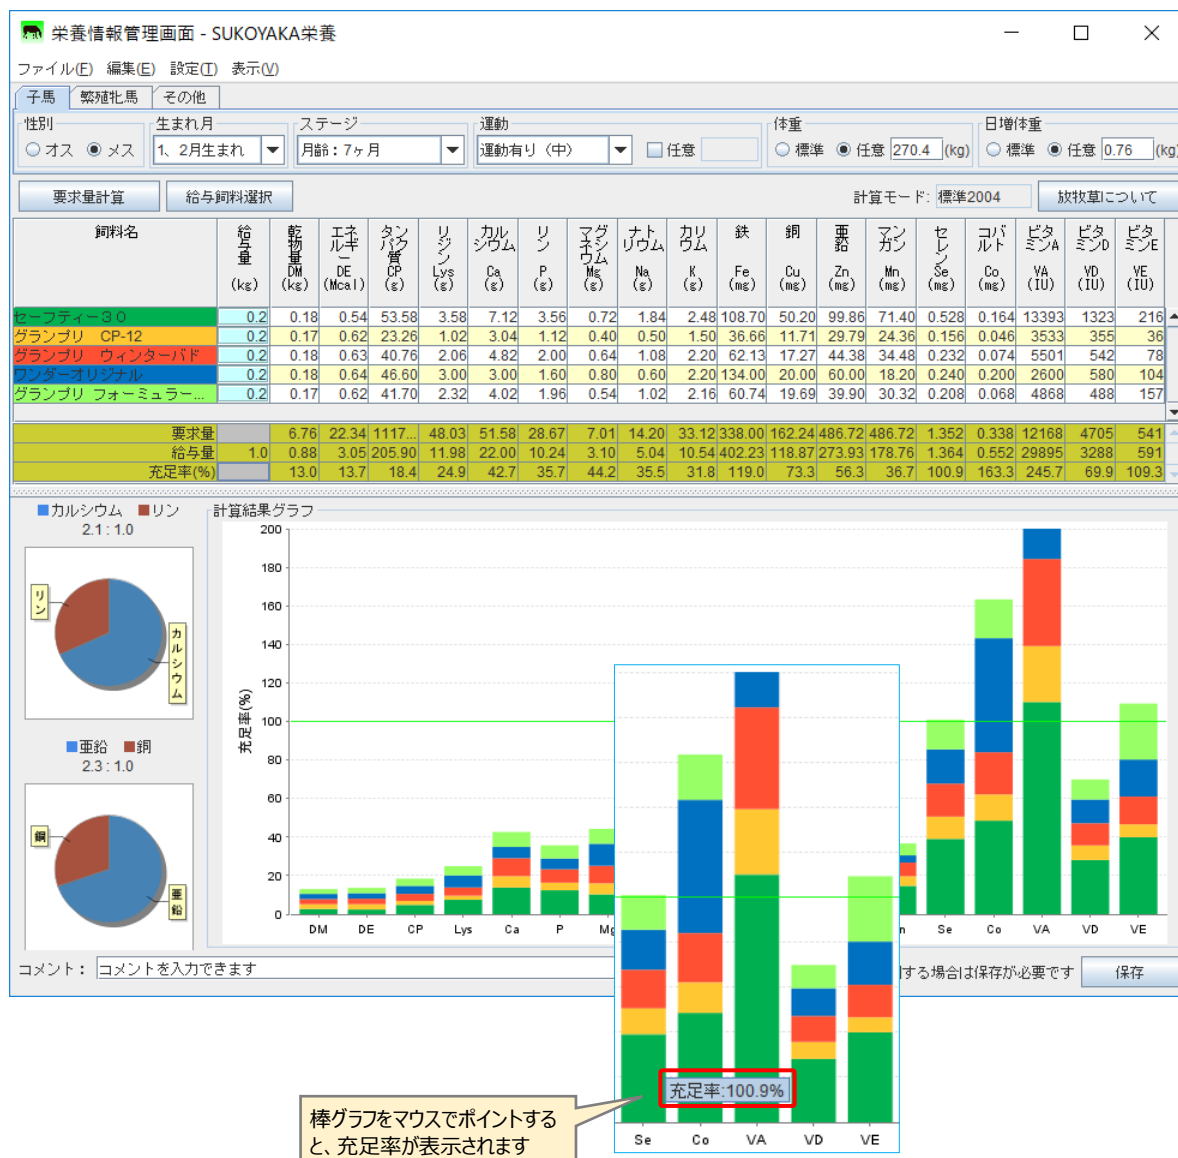 栄養情報管理画面 - SUKOYAKA栄養
ファイル(F) 編集(E) 設定(T) 表示(V)
子馬 繁殖牝馬 その他
性別 生まれ月 ステージ 運動 体重 日増体重
オス メス 1、2月生まれ 月齢：7ヶ月 運動有り（中） 任意 標準 任意 270.4 (kg) 標準 任意 0.76 (kg)
要求量計算 給与飼料選択 計算モード: 標準2004 放牧草について
飼料名 給与量 (kg) 乾物量 DM (kg) エネルギー DE (Mcal) タンパク質 CP (g) リジン Lys (g) カルシウム Ca (g) リン P (g) マグネシウム Mg (g) ナトリウム Na (g) カリウム K (g) 鉄 Fe (mg) 銅 Cu (mg) 亜鉛 Zn (mg) マンガン Mn (mg) セレン Se (mg) コバルト Co (mg) ビタミンA VA (IU) ビタミンD VD (IU) ビタミンE VE (IU)
セーフティー３０ 0.2 0.18 0.54 53.58 3.58 7.12 3.56 0.72 1.84 2.48 108.70 50.20 99.86 71.40 0.528 0.164 13393 1323 216
グランプリ CP-12 0.2 0.17 0.62 23.26 1.02 3.04 1.12 0.40 0.50 1.50 36.66 11.71 29.79 24.36 0.156 0.046 3533 355 36
グランプリ ウィンターバド 0.2 0.18 0.63 40.76 2.06 4.82 2.00 0.64 1.08 2.20 62.13 17.27 44.38 34.48 0.232 0.074 5501 542 78
ワンダーオリジナル 0.2 0.18 0.64 46.60 3.00 3.00 1.60 0.80 0.60 2.20 134.00 20.00 60.00 18.20 0.240 0.200 2600 580 104
グランプリ フォーミュラー... 0.2 0.17 0.62 41.70 2.32 4.02 1.96 0.54 1.02 2.16 60.74 19.69 39.90 30.32 0.208 0.068 4868 488 157
要求量 6.76 22.34 1117... 48.03 51.58 28.67 7.01 14.20 33.12 338.00 162.24 486.72 486.72 1.352 0.338 12168 4705 541
給与量 1.0 0.88 3.05 205.90 11.98 22.00 10.24 3.10 5.04 10.54 402.23 118.87 273.93 178.76 1.364 0.552 29895 3288 591
充足率(%) 13.0 13.7 18.4 24.9 42.7 35.7 44.2 35.5 31.8 119.0 73.3 56.3 36.7 100.9 163.3 245.7 69.9 109.3
カルシウム リン
2.1 : 1.0
リン
カルシウム
亜鉛 銅
2.3 : 1.0
銅
亜鉛
計算結果グラフ
200
180
160
140
120
100
80
60
40
20
0
充足率(%)
DM DE CP Lys Ca P Mg n Se Co VA VD VE
コメント： コメントを入力できます する場合は保存が必要です 保存
充足率:100.9%
Se Co VA VD VE
棒グラフをマウスでポイントする
と、充足率が表示されます